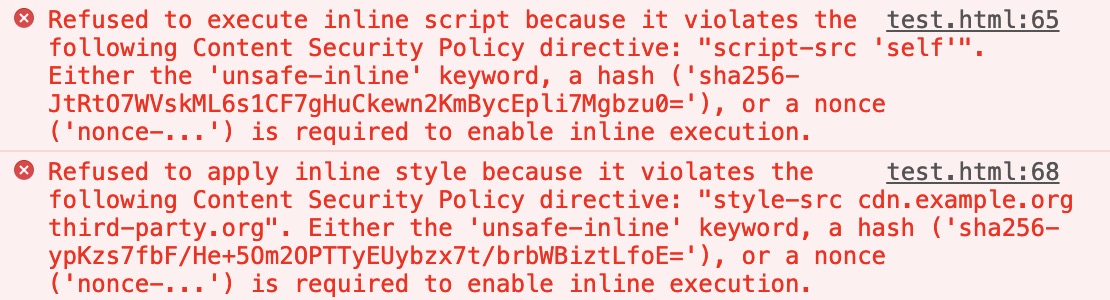 Refused to execute inline script because it violates the test.html:65
following Content Security Policy directive: "script-src 'self'".
Either the 'unsafe-inline' keyword, a hash ('sha256-
JtRtO7WVskML6s1CF7gHuCkewn2KmBycEpli7Mgbzu0='), or a nonce
('nonce-...') is required to enable inline execution.
Refused to apply inline style because it violates the test.html:68
following Content Security Policy directive: "style-src cdn.example.org
third-party.org". Either the 'unsafe-inline' keyword, a hash ('sha256-
ypKzs7fbF/He+5Om2OPTTyEUybzx7t/brbWBiztLfoE='), or a nonce
('nonce-...') is required to enable inline execution.